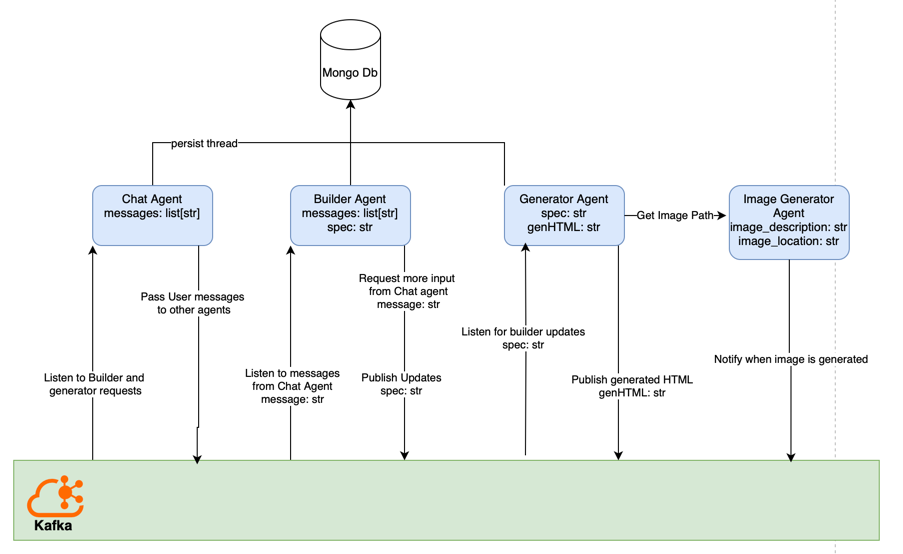 Mongo Db
persist thread
Chat Agent
messages: list[str]
Builder Agent
messages: list[str]
spec: str
Generator Agent
spec: str
genHTML: str
Get Image Path
Image Generator
Agent
image_description: str
image_location: str
Pass User messages
to other agents
Request more input
from Chat agent
message: str
Listen for builder updates
spec: str
Notify when image is generated
Listen to Builder and
generator requests
Listen to messages
from Chat Agent
message: str
Publish Updates
spec: str
Publish generated HTML
genHTML: str
Kafka